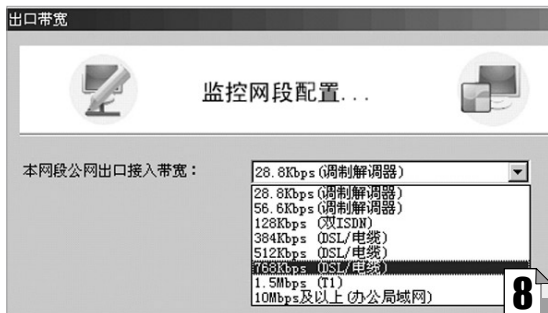 出口带宽
监控网段配置...
本网段公网出口接入带宽：
28.8Kbps(调制解调器)
28.8Kbps(调制解调器)
56.6Kbps(调制解调器)
128Kbps (双ISDN)
384Kbps (DSL/电缆)
512Kbps (DSL/电缆)
768Kbps (DSL/电缆)
1.5Mbps (T1)
10Mbps及以上(办公局域网)
8